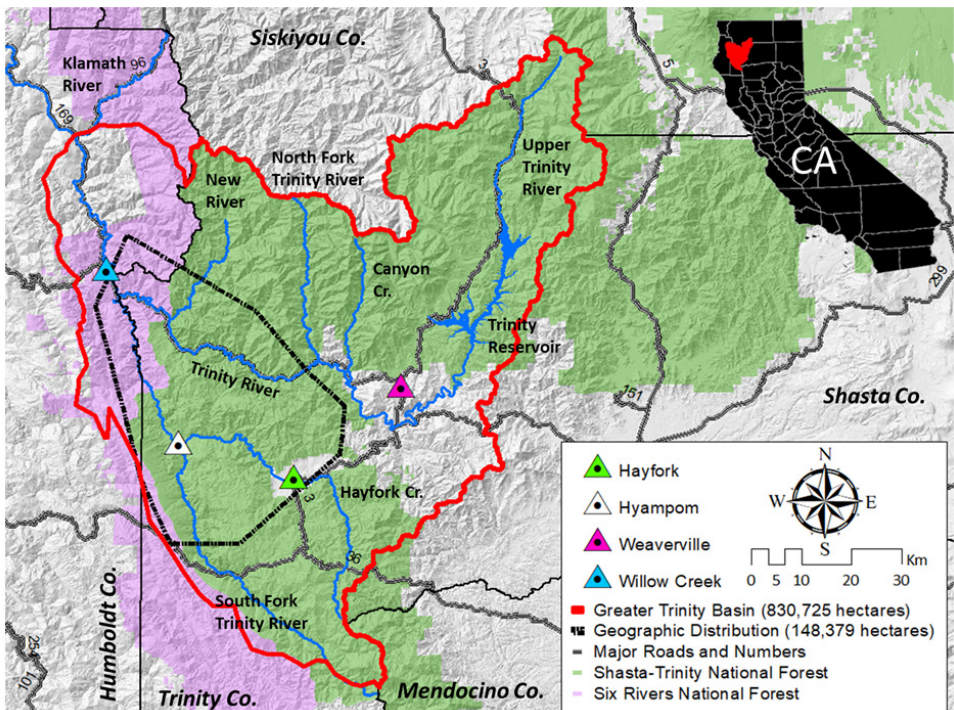 Siskiyou Co.
Klamath
River
96
169
3
5
CA
New
River
North Fork
Trinity River
Upper
Trinity
River
Canyon
Cr.
299
Trinity
Reservoir
Trinity River
151
Shasta Co.
Hayfork Cr.
3
36
South Fork
Trinity River
Humboldt Co.
254
101
Trinity Co.
Mendocino Co.
Hayfork
Hyampom
Weaverville
Willow Creek
N
W E
S
0 5 10 20 30
Km
Greater Trinity Basin (830,725 hectares)
Geographic Distribution (148,379 hectares)
Major Roads and Numbers
Shasta-Trinity National Forest
Six Rivers National Forest